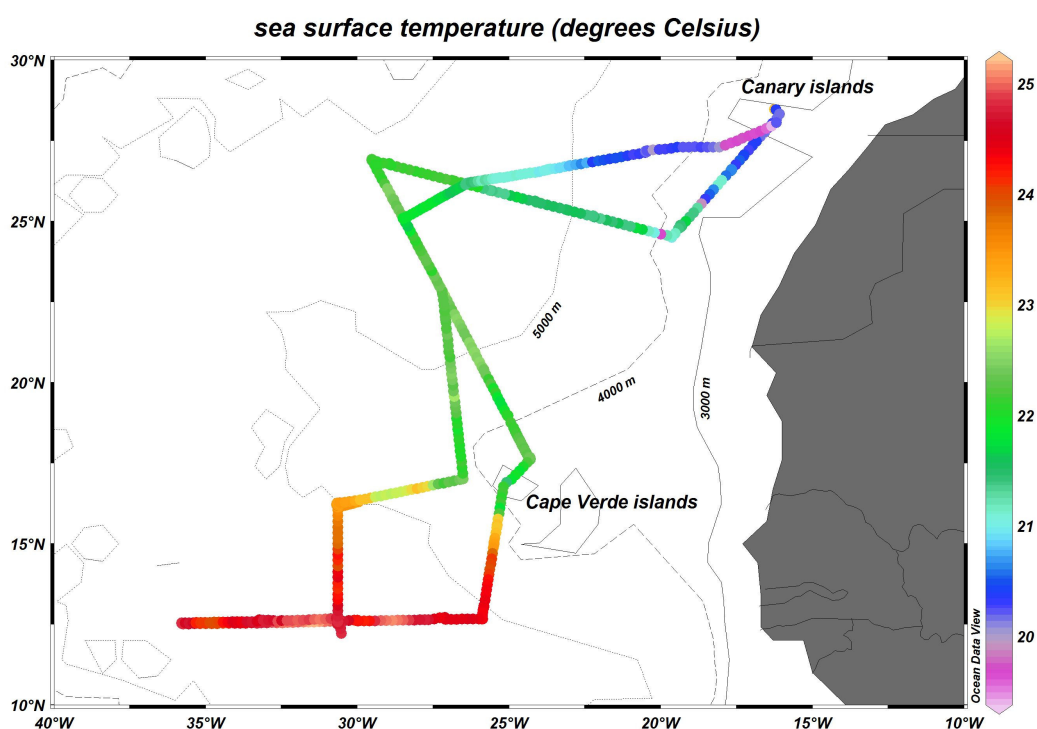 sea surface temperature (degrees Celsius)
30°N
25°N
20°N
15°N
10°N
40°W
35°W
30°W
25°W
20°W
15°W
10°W
Canary islands
5000 m
4000 m
3000 m
Cape Verde islands
Ocean Data View
25
24
23
22
21
20